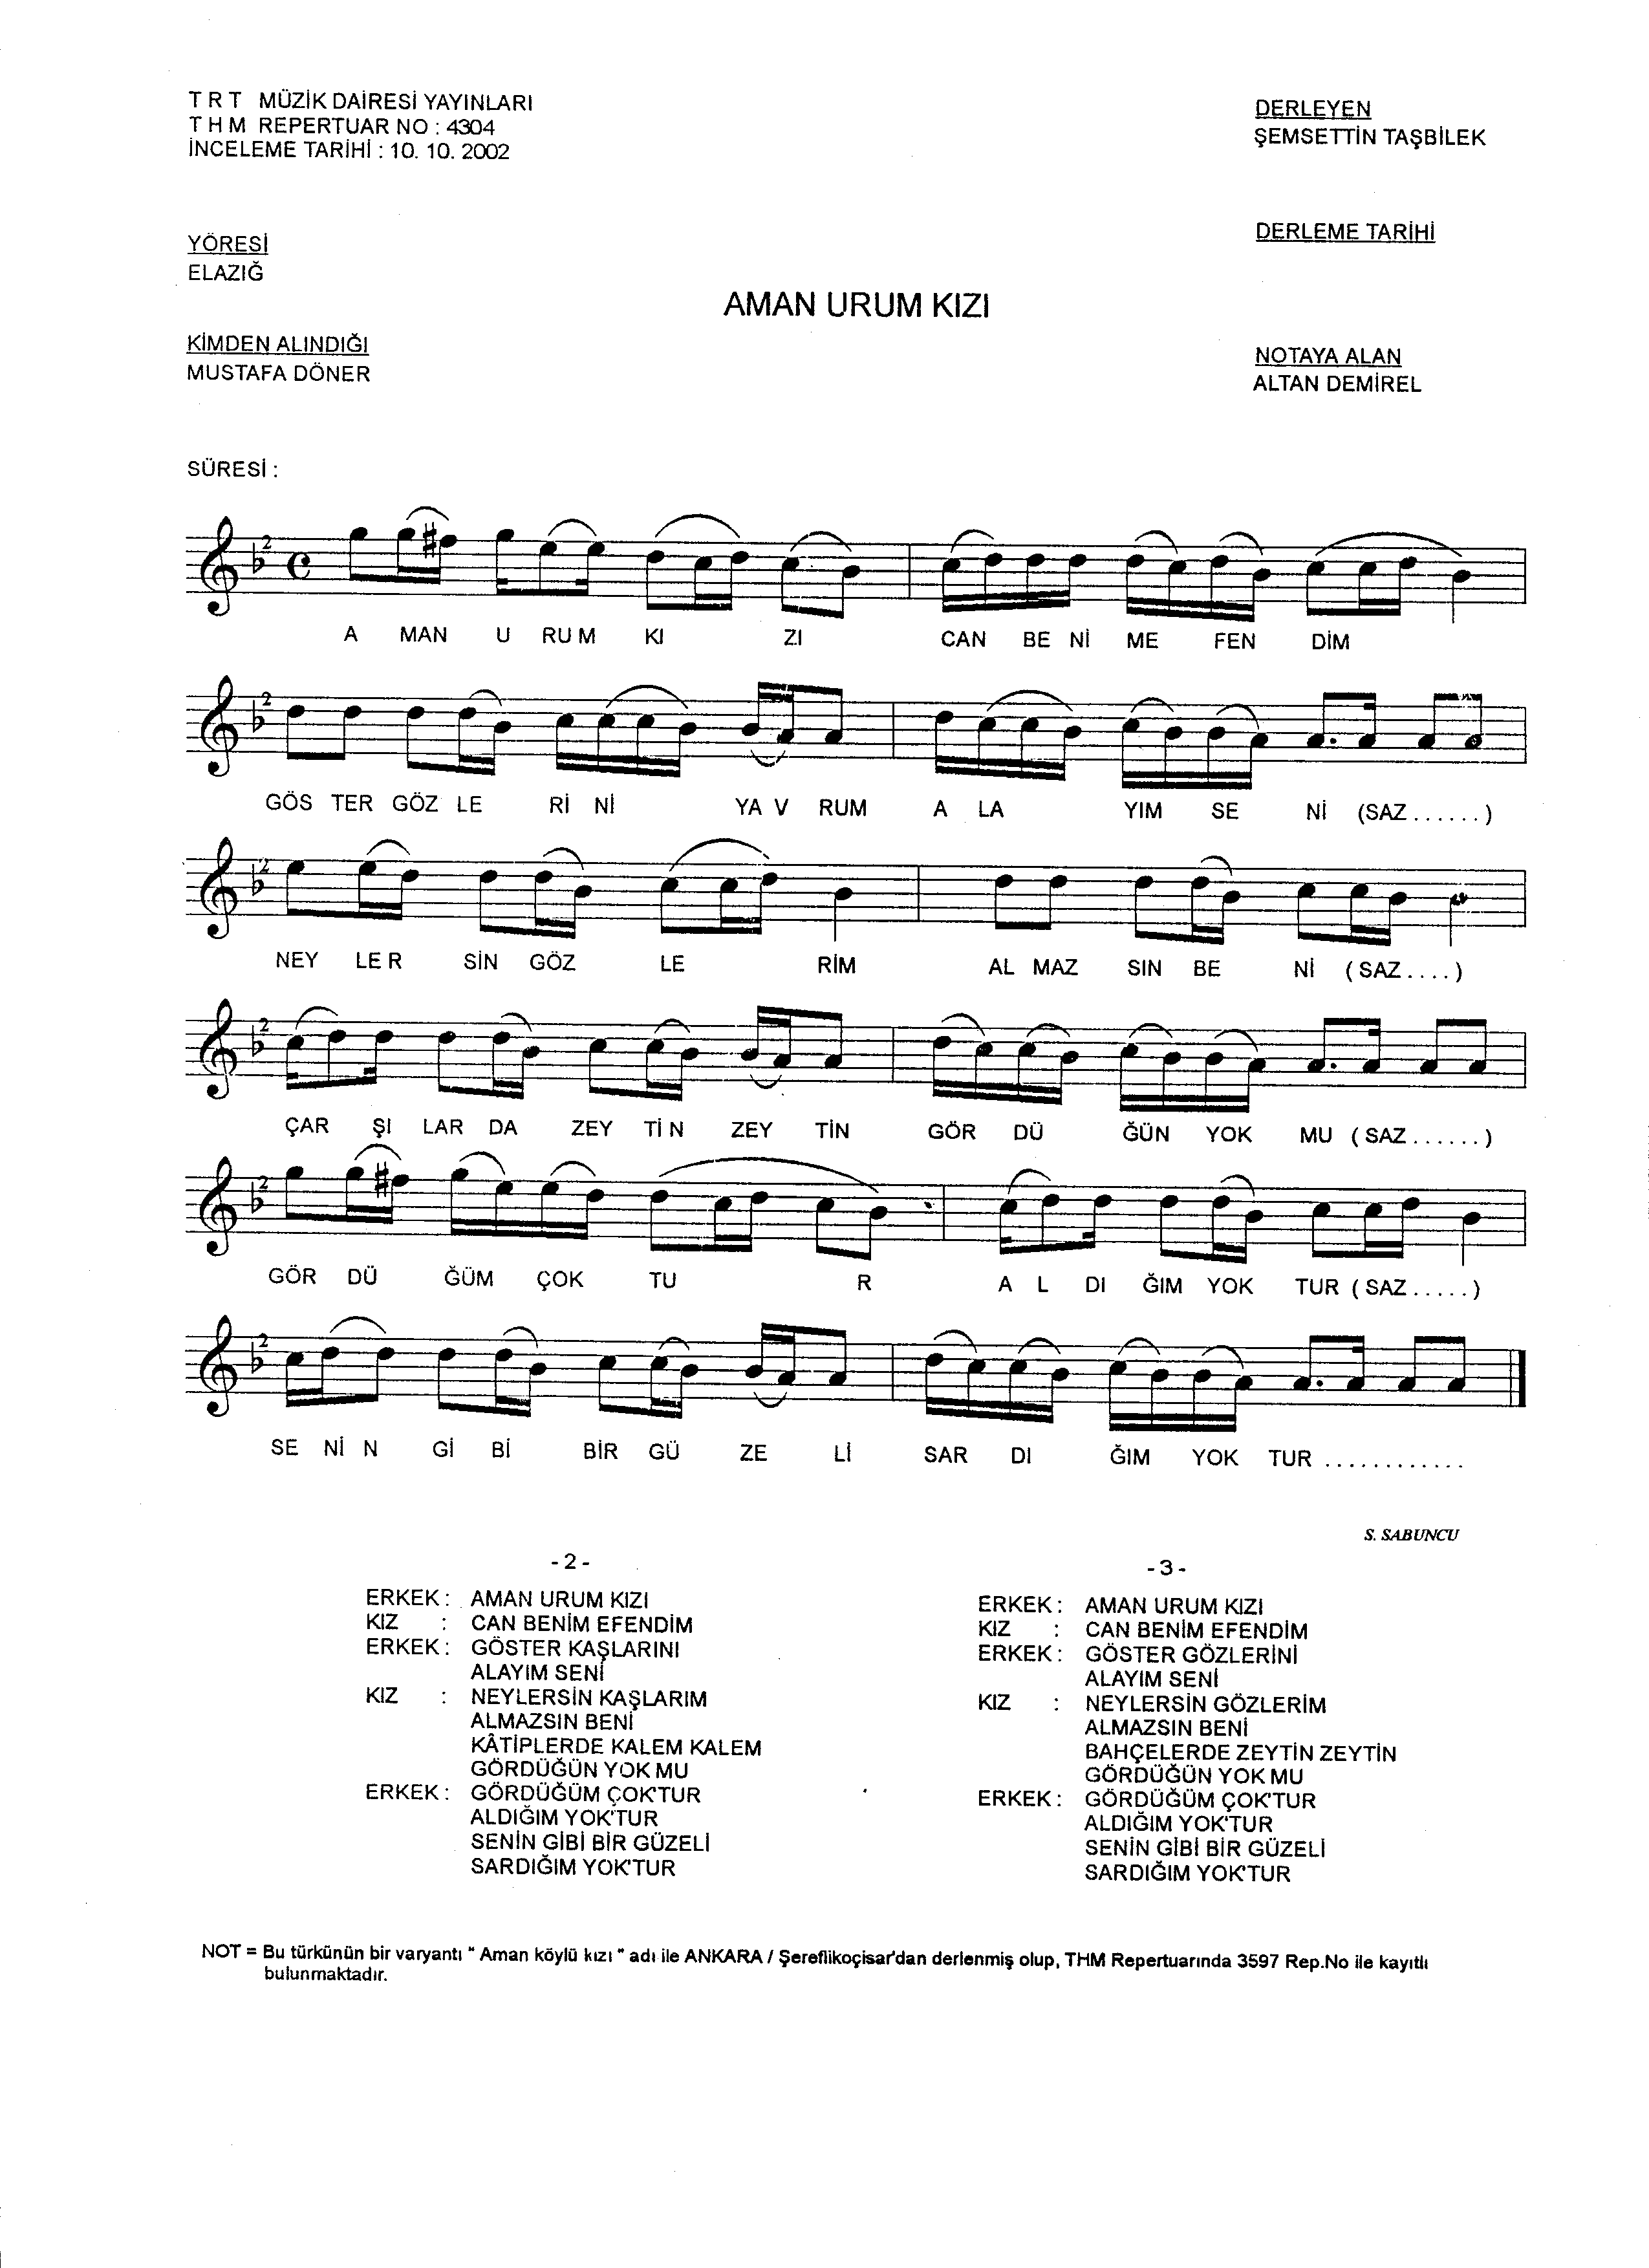 T R T MÜZİK DAİRESİ YAYINLARI
T H M REPERTUAR NO : 4304
İNCELEME TARİHİ : 10. 10. 2002
DERLEYEN
ŞEMSETTİN TAŞBİLEK
YÖRESİ
ELAZIĞ
DERLEME TARİHİ
AMAN URUM KIZI
KİMDEN ALINDIĞI
MUSTAFA DÖNER
NOTAYA ALAN
ALTAN DEMİREL
SÜRESİ :
A MAN U RU M KI ZI CAN BE Nİ ME FEN DİM
GÖS TER GÖZ LE Rİ Nİ YA V RUM A LA YIM SE Nİ (SAZ . . . . . . )
NEY LE R SİN GÖZ LE RİM AL MAZ SIN BE Nİ ( SAZ . . . . )
ÇAR ŞI LAR DA ZEY Tİ N ZEY TİN GÖR DÜ ĞÜN YOK MU ( SAZ . . . . . . )
GÖR DÜ ĞÜM ÇOK TU R A L DI ĞIM YOK TUR ( SAZ . . . . . )
SE Nİ N Gİ Bİ BİR GÜ ZE Lİ SAR DI ĞIM YOK TUR . . . . . . . . . . . .
S. SABUNCU
- 2 -
ERKEK : AMAN URUM KIZI
KIZ : CAN BENİM EFENDİM
ERKEK : GÖSTER KAŞLARINI
ALAYIM SENİ
KIZ : NEYLERSİN KAŞLARIM
ALMAZSIN BENİ
KÂTİPLERDE KALEM KALEM
GÖRDÜĞÜN YOK MU
ERKEK : GÖRDÜĞÜM ÇOK'TUR
ALDIĞIM YOK'TUR
SENİN GİBİ BİR GÜZELİ
SARDIĞIM YOK'TUR
- 3 -
ERKEK : AMAN URUM KIZI
KIZ : CAN BENİM EFENDİM
ERKEK : GÖSTER GÖZLERİNİ
ALAYIM SENİ
KIZ : NEYLERSİN GÖZLERİM
ALMAZSIN BENİ
BAHÇELERDE ZEYTİN ZEYTİN
GÖRDÜĞÜN YOK MU
ERKEK : GÖRDÜĞÜM ÇOK'TUR
ALDIĞIM YOK'TUR
SENİN GİBİ BİR GÜZELİ
SARDIĞIM YOK'TUR
NOT = Bu türkünün bir varyantı " Aman köylü kızı " adı ile ANKARA / Şereflikoçisar'dan derlenmiş olup, THM Repertuarında 3597 Rep.No ile kayıtlı
bulunmaktadır.